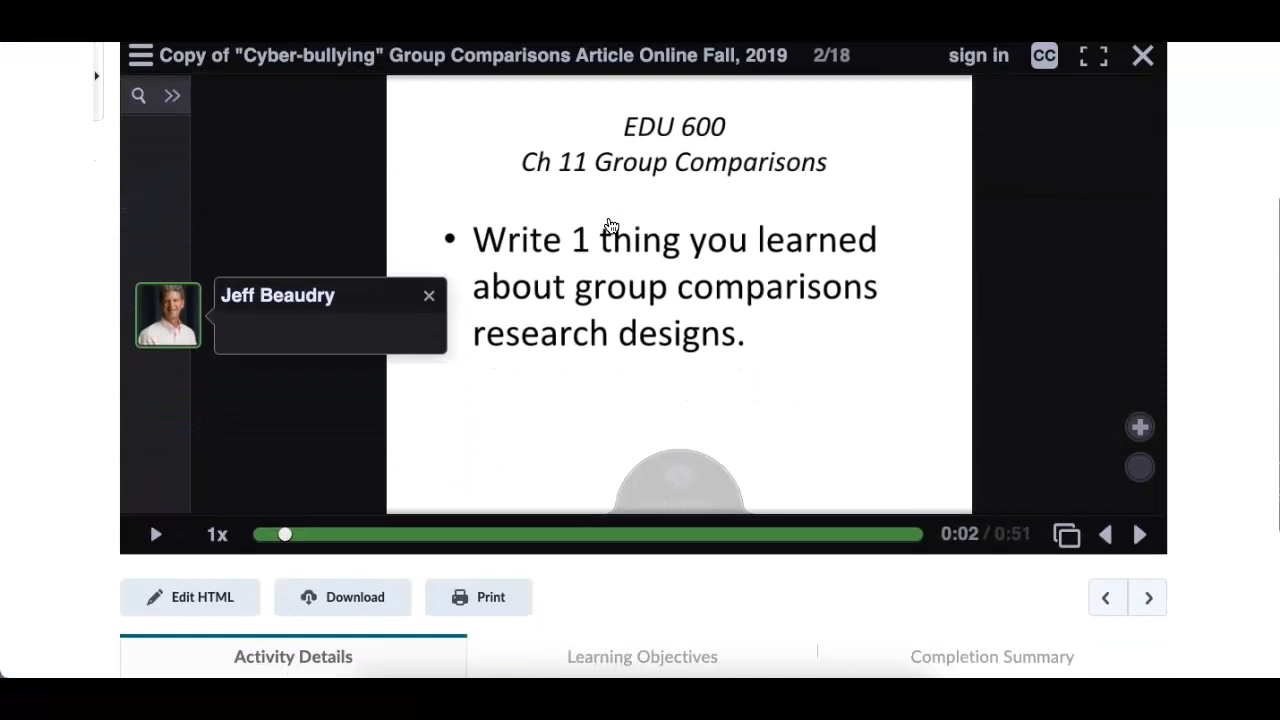 Copy of "Cyber-bullying" Group Comparisons Article Online Fall, 2019 2/18 sign in CC
EDU 600
Ch 11 Group Comparisons
• Write 1 thing you learned
about group comparisons
research designs.
Jeff Beaudry
1x 0:02 / 0:51
Edit HTML Download Print
Activity Details Learning Objectives Completion Summary